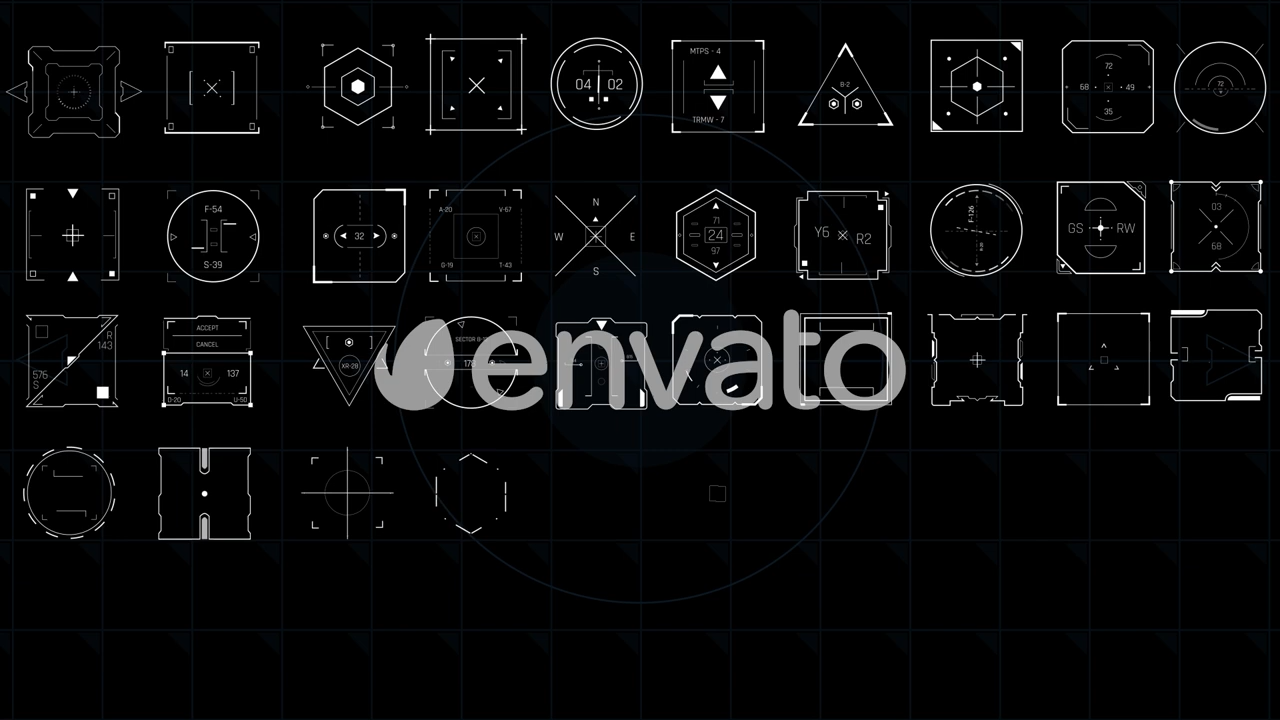 04 02
MTPS - 4
TRMW - 7
B-2
72
68 49
35
72
F-54
S-39
32
A-20 V-67
G-19 T-43
N
W E
S
71
24
97
Y6 R2
F-126
GS RW
03
68
R
143
576
S
ACCEPT
CANCEL
14 137
D-20 U-50
XR-28
SECTOR
envato